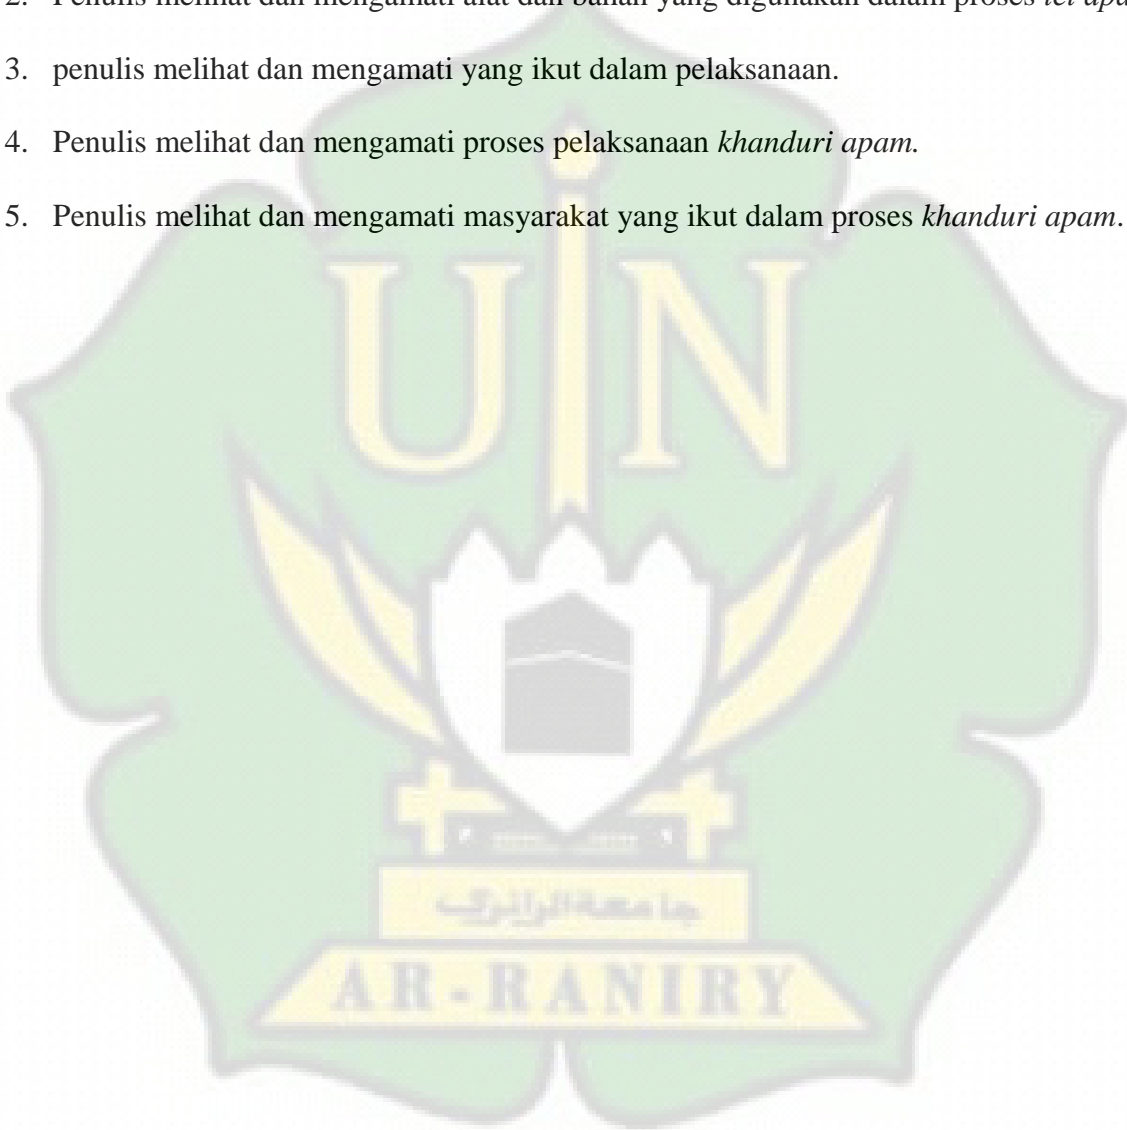 2. Penulis melihat dan mengamati alat dan bahan yang digunakan dalam proses
3. penulis melihat dan mengamati yang ikut dalam pelaksanaan.
4. Penulis melihat dan mengamati proses pelaksanaan khanduri apam.
5. Penulis melihat dan mengamati masyarakat yang ikut dalam proses khanduri apam.
UIN
جامعة الرانري
AR-RANIRY